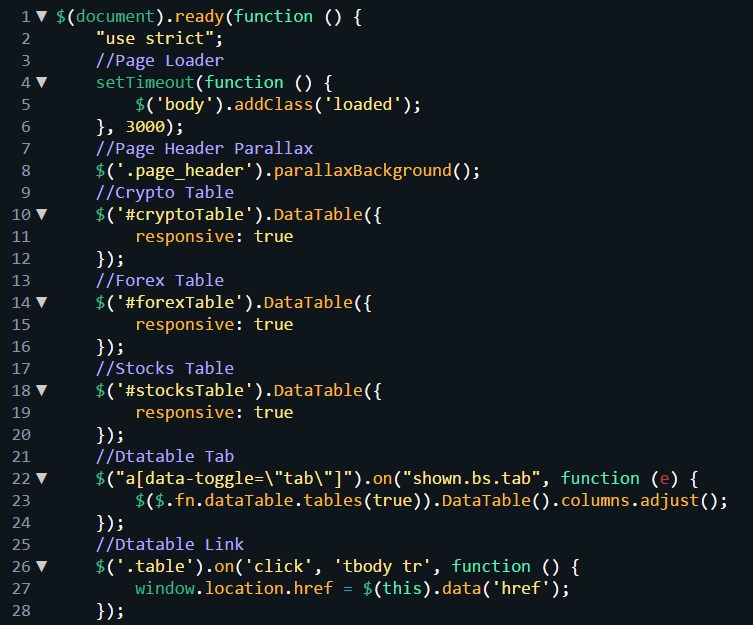 1 ▼ $(document).ready(function () {
2 "use strict";
3 //Page Loader
4 ▼ setTimeout(function () {
5 $('body').addClass('loaded');
6 }, 3000);
7 //Page Header Parallax
8 $('.page_header').parallaxBackground();
9 //Crypto Table
10 ▼ $('#cryptoTable').DataTable({
11 responsive: true
12 });
13 //Forex Table
14 ▼ $('#forexTable').DataTable({
15 responsive: true
16 });
17 //Stocks Table
18 ▼ $('#stocksTable').DataTable({
19 responsive: true
20 });
21 //Dtatable Tab
22 ▼ $("a[data-toggle=\"tab\"]").on("shown.bs.tab", function (e) {
23 $($.fn.dataTable.tables(true)).DataTable().columns.adjust();
24 });
25 //Dtatable Link
26 ▼ $('.table').on('click', 'tbody tr', function () {
27 window.location.href = $(this).data('href');
28 });